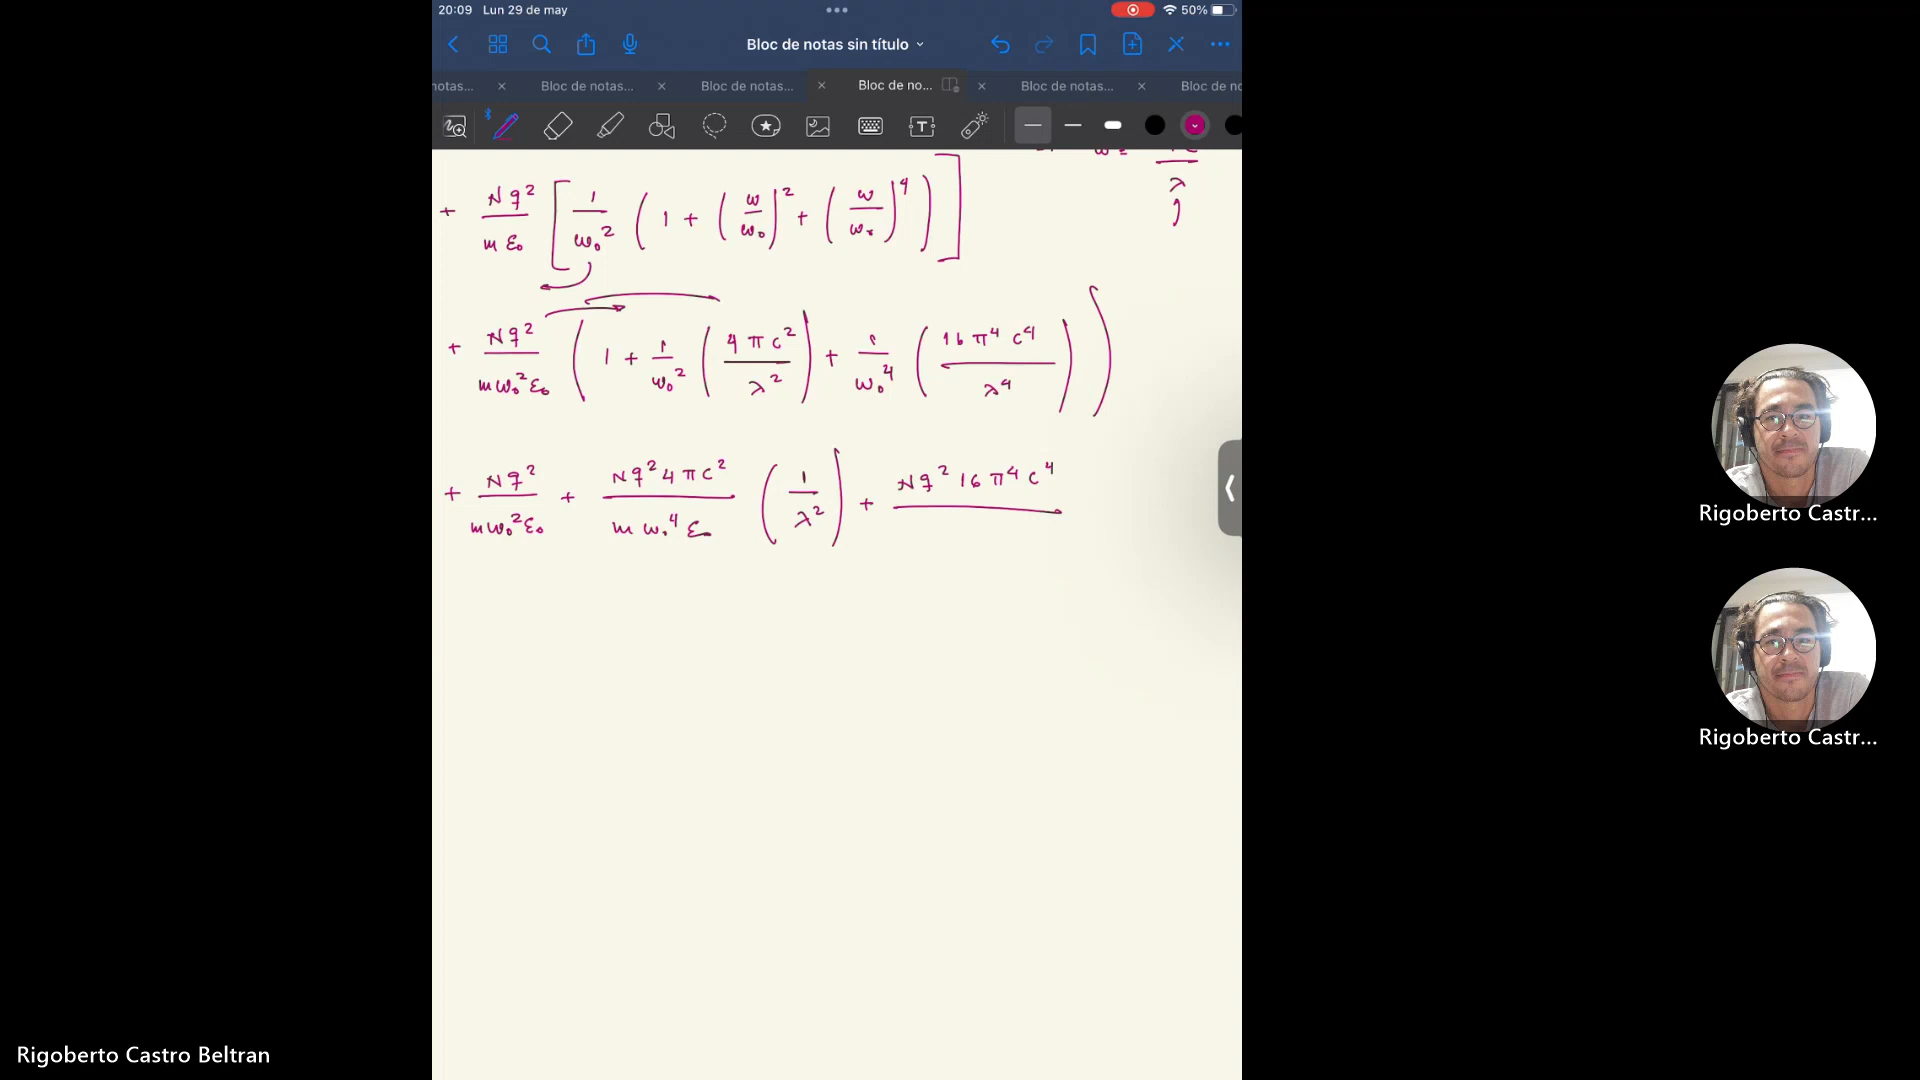 20:09 Lun 29 de may 50%
Bloc de notas sin título
notas... Bloc de notas... Bloc de notas... Bloc de no... Bloc de notas... Bloc de no
λ
+ Nq²/mε₀ [ 1/ω₀² ( 1 + (ω/ω₀)² + (ω/ω₀)⁴ ) ]
+ Nq²/mω₀²ε₀ ( 1 + 1/ω₀² ( 4πc²/λ² ) + 1/ω₀⁴ ( 16π⁴c⁴/λ⁴ ) )
+ Nq²/mω₀²ε₀ + Nq²4πc²/mω₀⁴ε₀ ( 1/λ² ) + Nq²16π⁴c⁴
Rigoberto Castr...
Rigoberto Castr...
Rigoberto Castro Beltran